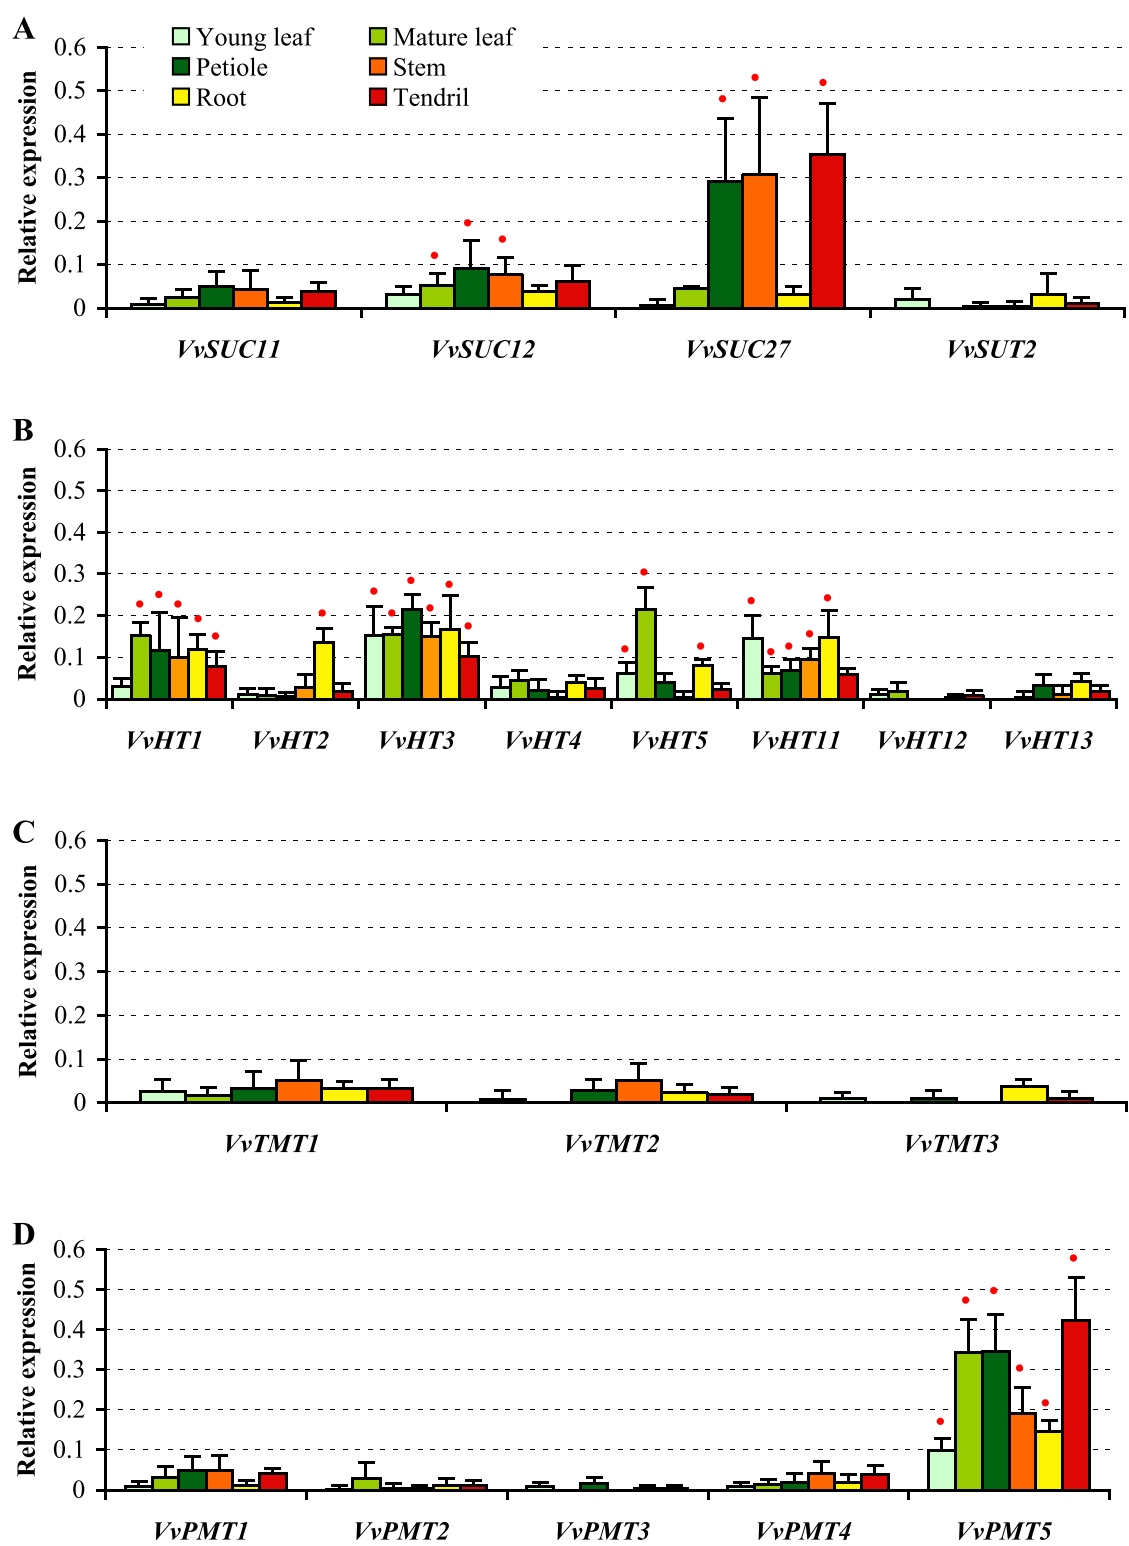 A
Young leaf
Mature leaf
Petiole
Stem
Root
Tendril
Relative expression
0.6
0.5
0.4
0.3
0.2
0.1
0
VvSUC11 VvSUC12 VvSUC27 VvSUT2
B
Relative expression
0.6
0.5
0.4
0.3
0.2
0.1
0
VvHT1 VvHT2 VvHT3 VvHT4 VvHT5 VvHT11 VvHT12 VvHT13
C
Relative expression
0.6
0.5
0.4
0.3
0.2
0.1
0
VvTMT1 VvTMT2 VvTMT3
D
Relative expression
0.6
0.5
0.4
0.3
0.2
0.1
0
VvPMT1 VvPMT2 VvPMT3 VvPMT4 VvPMT5